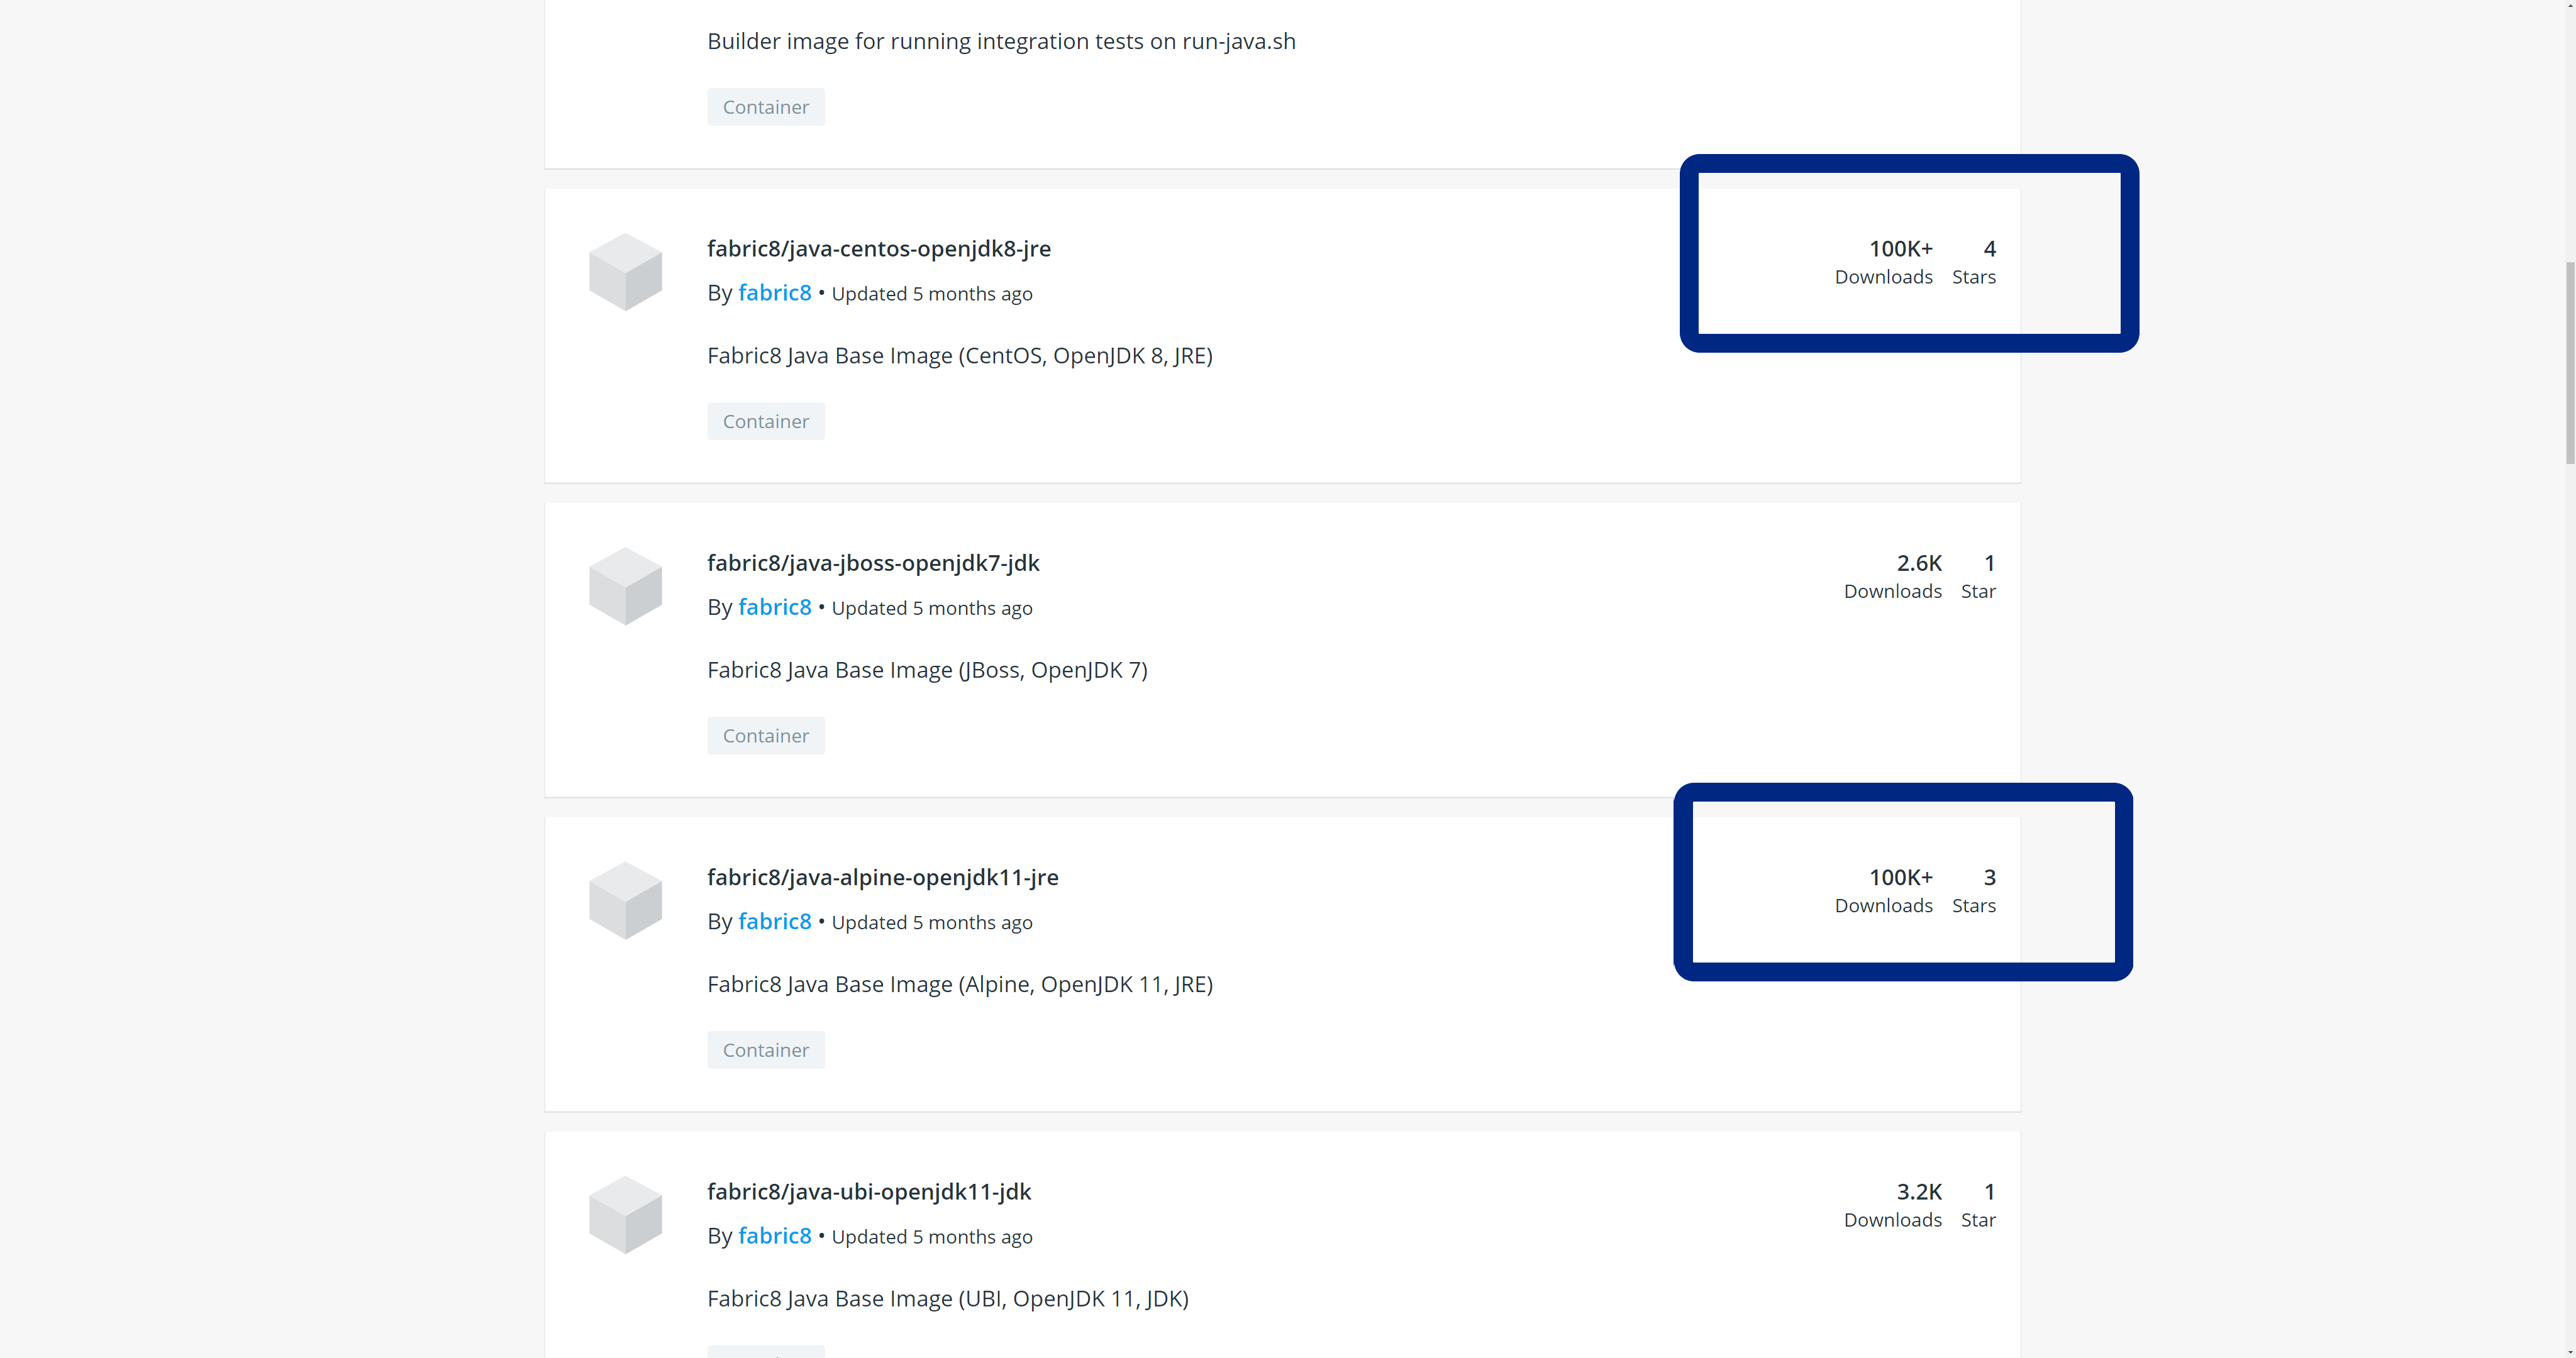 Builder image for running integration tests on run-java.sh
Container
fabric8/java-centos-openjdk8-jre
100K+ 4
Downloads Stars
By fabric8 • Updated 5 months ago
Fabric8 Java Base Image (CentOS, OpenJDK 8, JRE)
Container
fabric8/java-jboss-openjdk7-jdk
2.6K 1
Downloads Star
By fabric8 • Updated 5 months ago
Fabric8 Java Base Image (JBoss, OpenJDK 7)
Container
fabric8/java-alpine-openjdk11-jre
100K+ 3
Downloads Stars
By fabric8 • Updated 5 months ago
Fabric8 Java Base Image (Alpine, OpenJDK 11, JRE)
Container
fabric8/java-ubi-openjdk11-jdk
3.2K 1
Downloads Star
By fabric8 • Updated 5 months ago
Fabric8 Java Base Image (UBI, OpenJDK 11, JDK)